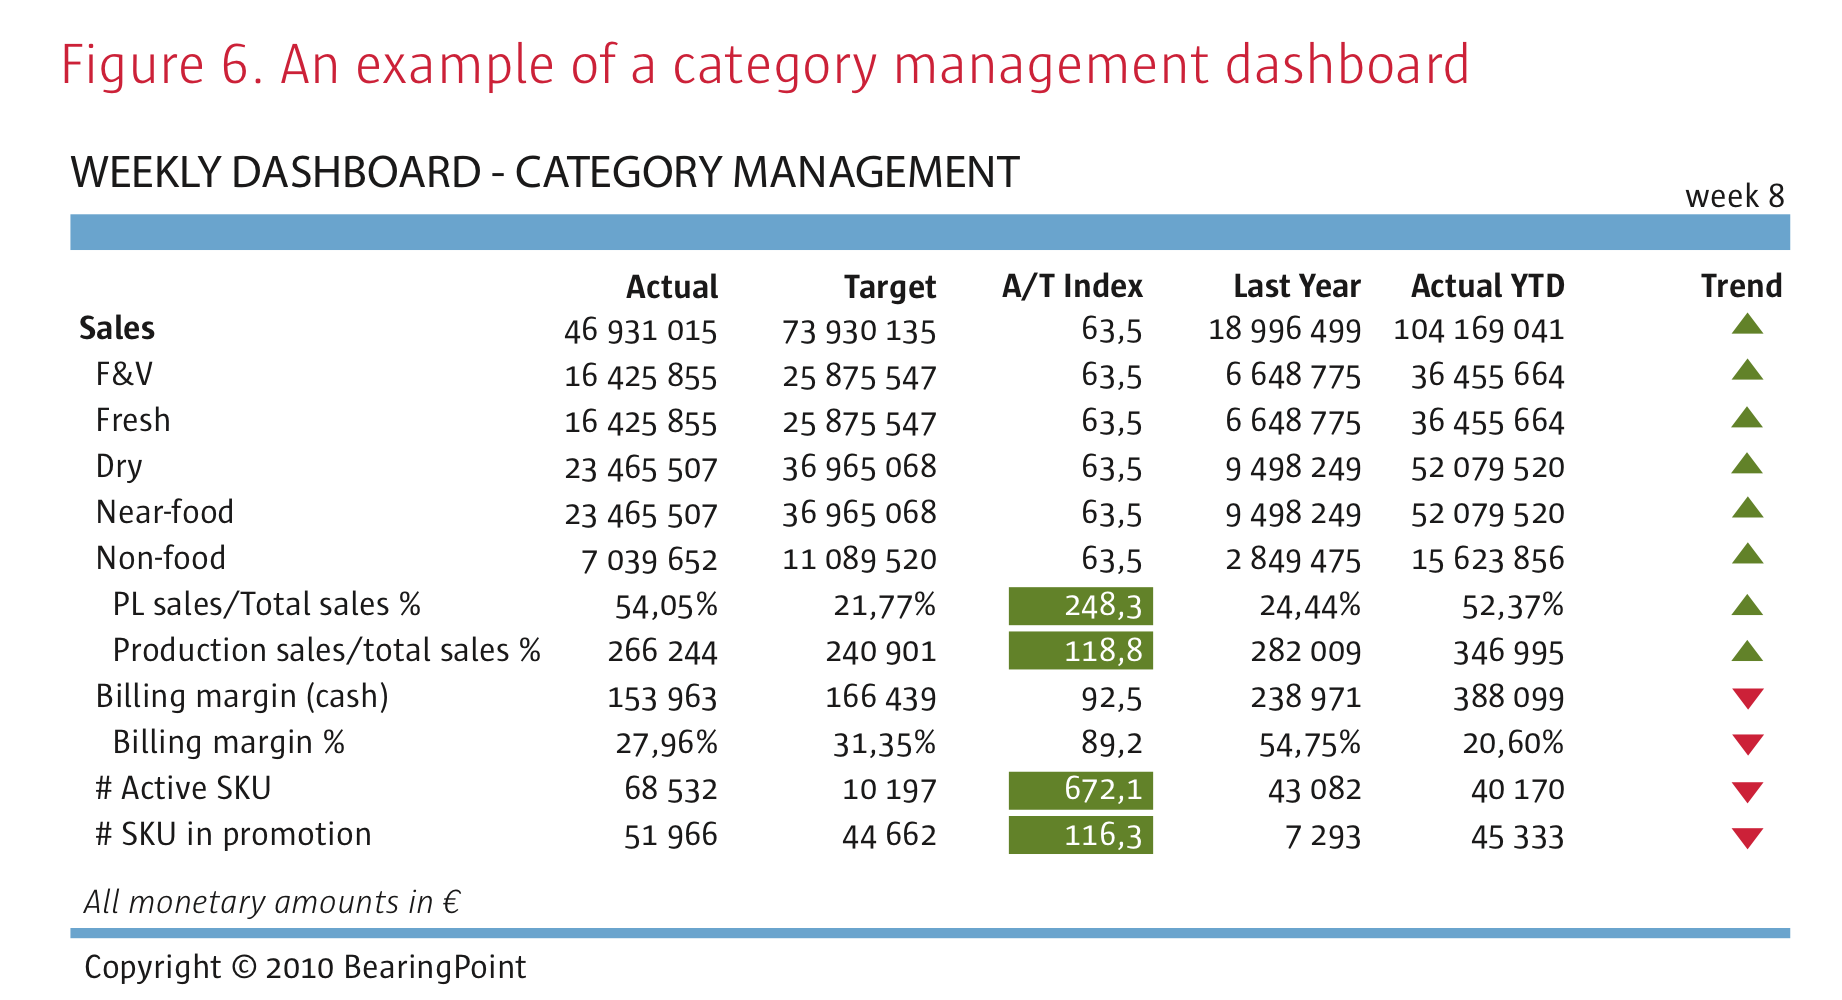 Figure 6. An example of a category management dashboard
WEEKLY DASHBOARD - CATEGORY MANAGEMENT
week 8
Actual Target A/T Index Last Year Actual YTD Trend
Sales 46 931 015 73 930 135 63,5 18 996 499 104 169 041
F&V 16 425 855 25 875 547 63,5 6 648 775 36 455 664
Fresh 16 425 855 25 875 547 63,5 6 648 775 36 455 664
Dry 23 465 507 36 965 068 63,5 9 498 249 52 079 520
Near-food 23 465 507 36 965 068 63,5 9 498 249 52 079 520
Non-food 7 039 652 11 089 520 63,5 2 849 475 15 623 856
PL sales/Total sales % 54,05% 21,77% 248,3 24,44% 52,37%
Production sales/total sales % 266 244 240 901 118,8 282 009 346 995
Billing margin (cash) 153 963 166 439 92,5 238 971 388 099
Billing margin % 27,96% 31,35% 89,2 54,75% 20,60%
# Active SKU 68 532 10 197 672,1 43 082 40 170
# SKU in promotion 51 966 44 662 116,3 7 293 45 333
All monetary amounts in €
Copyright © 2010 BearingPoint